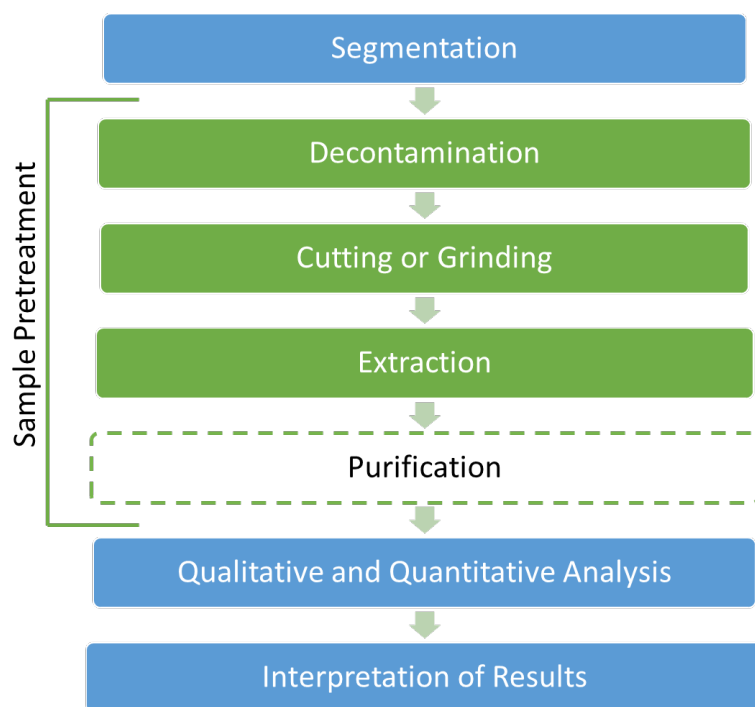 Segmentation
Sample Pretreatment
Decontamination
Cutting or Grinding
Extraction
Purification
Qualitative and Quantitative Analysis
Interpretation of Results